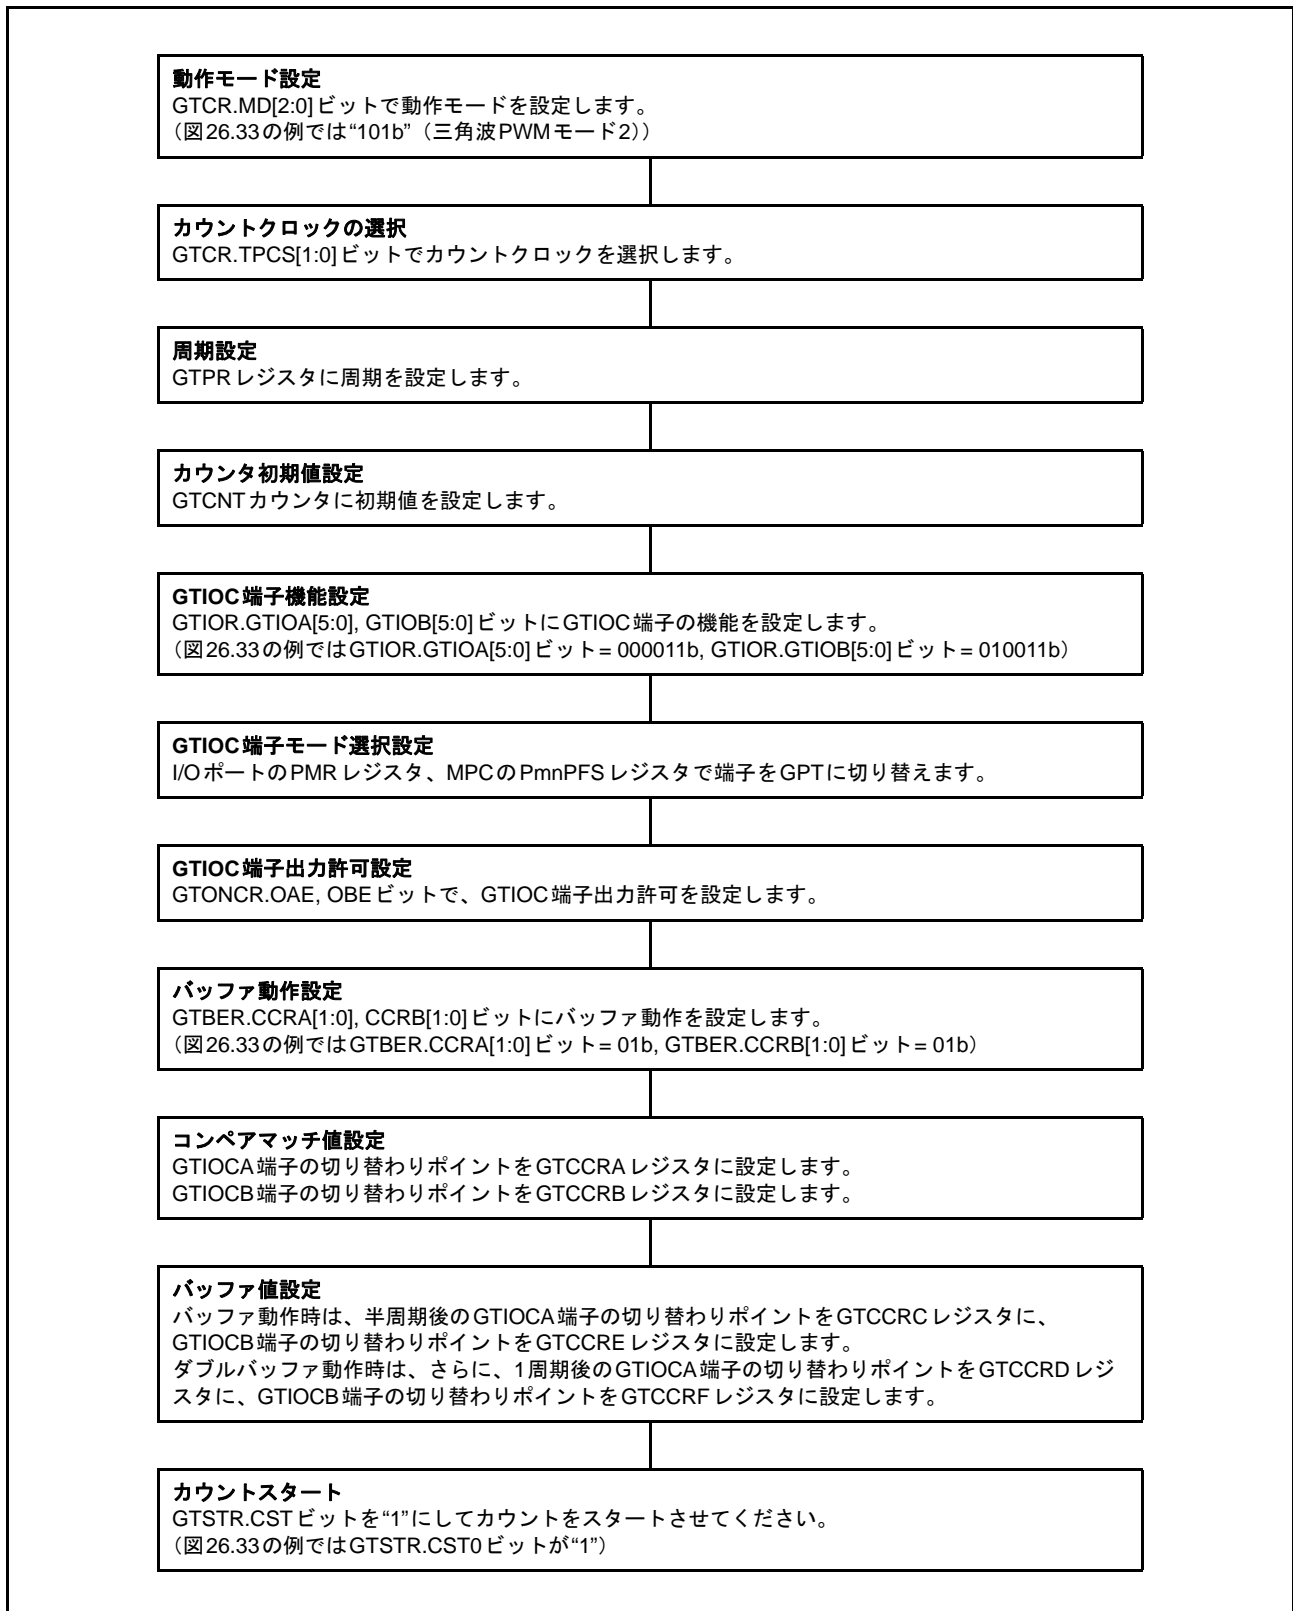 動作モード設定
GTCR.MD[2:0]ビットで動作モードを設定します。
（図26.33の例では“101b”（三角波PWMモード2））
カウントクロックの選択
GTCR.TPCS[1:0]ビットでカウントクロックを選択します。
周期設定
GTPRレジスタに周期を設定します。
カウンタ初期値設定
GTCNTカウンタに初期値を設定します。
GTIOC端子機能設定
GTIOR.GTIOA[5:0], GTIOB[5:0]ビットにGTIOC端子の機能を設定します。
（図26.33の例ではGTIOR.GTIOA[5:0]ビット= 000011b, GTIOR.GTIOB[5:0]ビット= 010011b）
GTIOC端子モード選択設定
I/OポートのPMRレジスタ、MPCのPmnPFSレジスタで端子をGPTに切り替えます。
GTIOC端子出力許可設定
GTONCR.OAE, OBEビットで、GTIOC端子出力許可を設定します。
バッファ動作設定
GTBER.CCRA[1:0], CCRB[1:0]ビットにバッファ動作を設定します。
（図26.33の例ではGTBER.CCRA[1:0]ビット= 01b, GTBER.CCRB[1:0]ビット= 01b）
コンペアマッチ値設定
GTIOCA端子の切り替わりポイントをGTCCRAレジスタに設定します。
GTIOCB端子の切り替わりポイントをGTCCRBレジスタに設定します。
バッファ値設定
バッファ動作時は、半周期後のGTIOCA端子の切り替わりポイントをGTCCRCレジスタに、
GTIOCB端子の切り替わりポイントをGTCCREレジスタに設定します。
ダブルバッファ動作時は、さらに、1周期後のGTIOCA端子の切り替わりポイントをGTCCRDレジ
スタに、GTIOCB端子の切り替わりポイントをGTCCRFレジスタに設定します。
カウントスタート
GTSTR.CSTビットを“1”にしてカウントをスタートさせてください。
（図26.33の例ではGTSTR.CST0ビットが“1”）